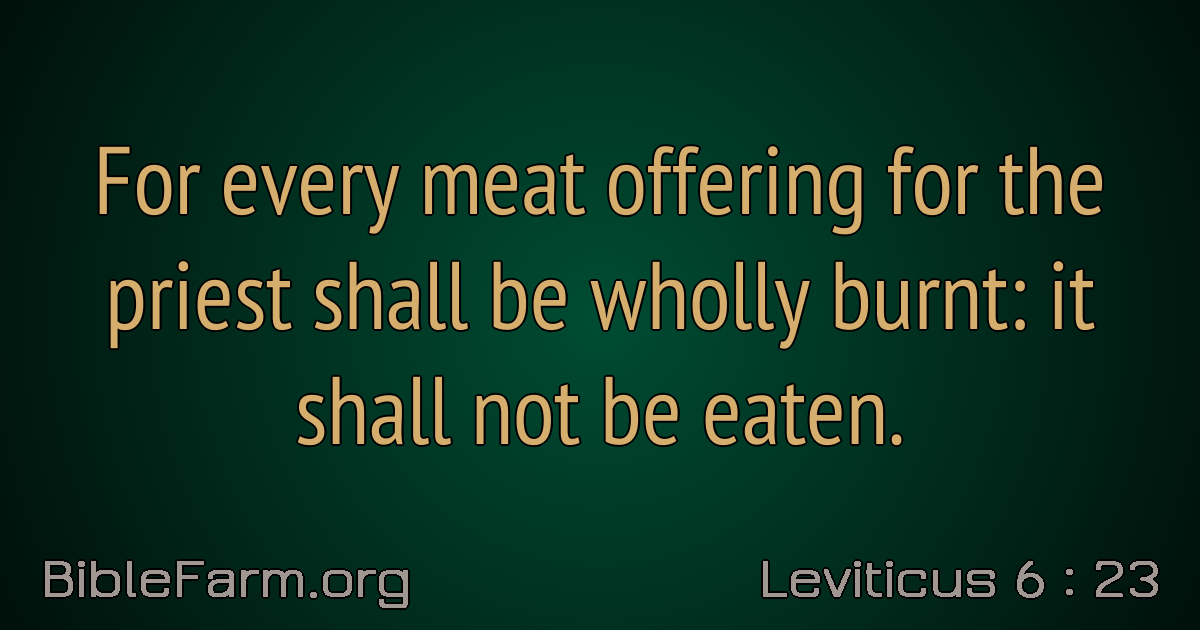 For every meat offering for the
priest shall be wholly burnt: it
shall not be eaten.
BibleFarm.org
Leviticus 6 : 23